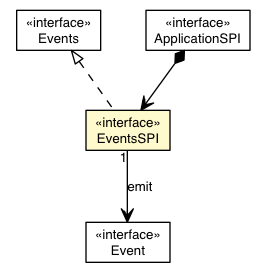 «interface»
Events
«interface»
ApplicationSPI
«interface»
EventsSPI
1
emit
«interface»
Event